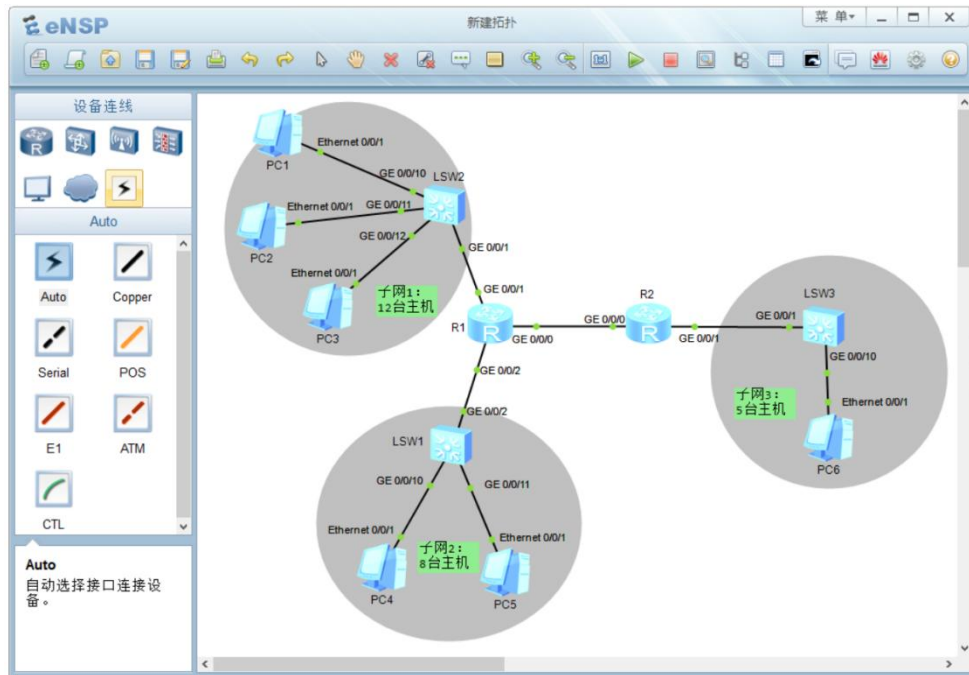 eNSP
新建拓扑
菜 单
设备连线
Auto
Auto
Copper
Serial
POS
E1
ATM
CTL
Auto
自动选择接口连接设
备。
PC1
Ethernet 0/0/1
GE 0/0/10
LSW2
Ethernet 0/0/1
GE 0/0/11
PC2
GE 0/0/12
Ethernet 0/0/1
PC3
子网1:
12台主机
GE 0/0/1
GE 0/0/1
R1
R
GE 0/0/0
GE 0/0/2
R2
GE 0/0/0
R
GE 0/0/1
LSW3
GE 0/0/1
GE 0/0/10
子网3:
5台主机
Ethernet 0/0/1
PC6
GE 0/0/2
LSW1
GE 0/0/10
GE 0/0/11
Ethernet 0/0/1
Ethernet 0/0/1
子网2:
8台主机
PC4
PC5